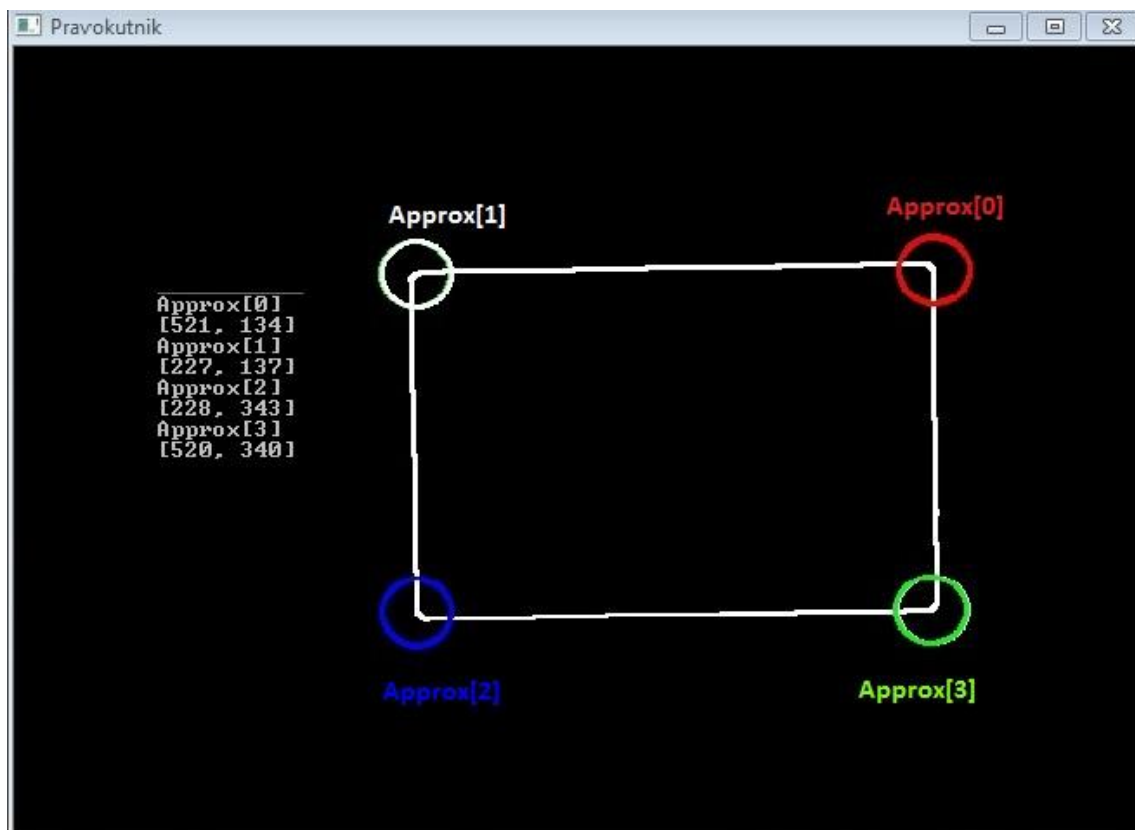 Pravokutnik
Approx[1]
Approx[0]
Approx[0]
[521, 134]
Approx[1]
[227, 137]
Approx[2]
[228, 343]
Approx[3]
[520, 340]
Approx[2]
Approx[3]